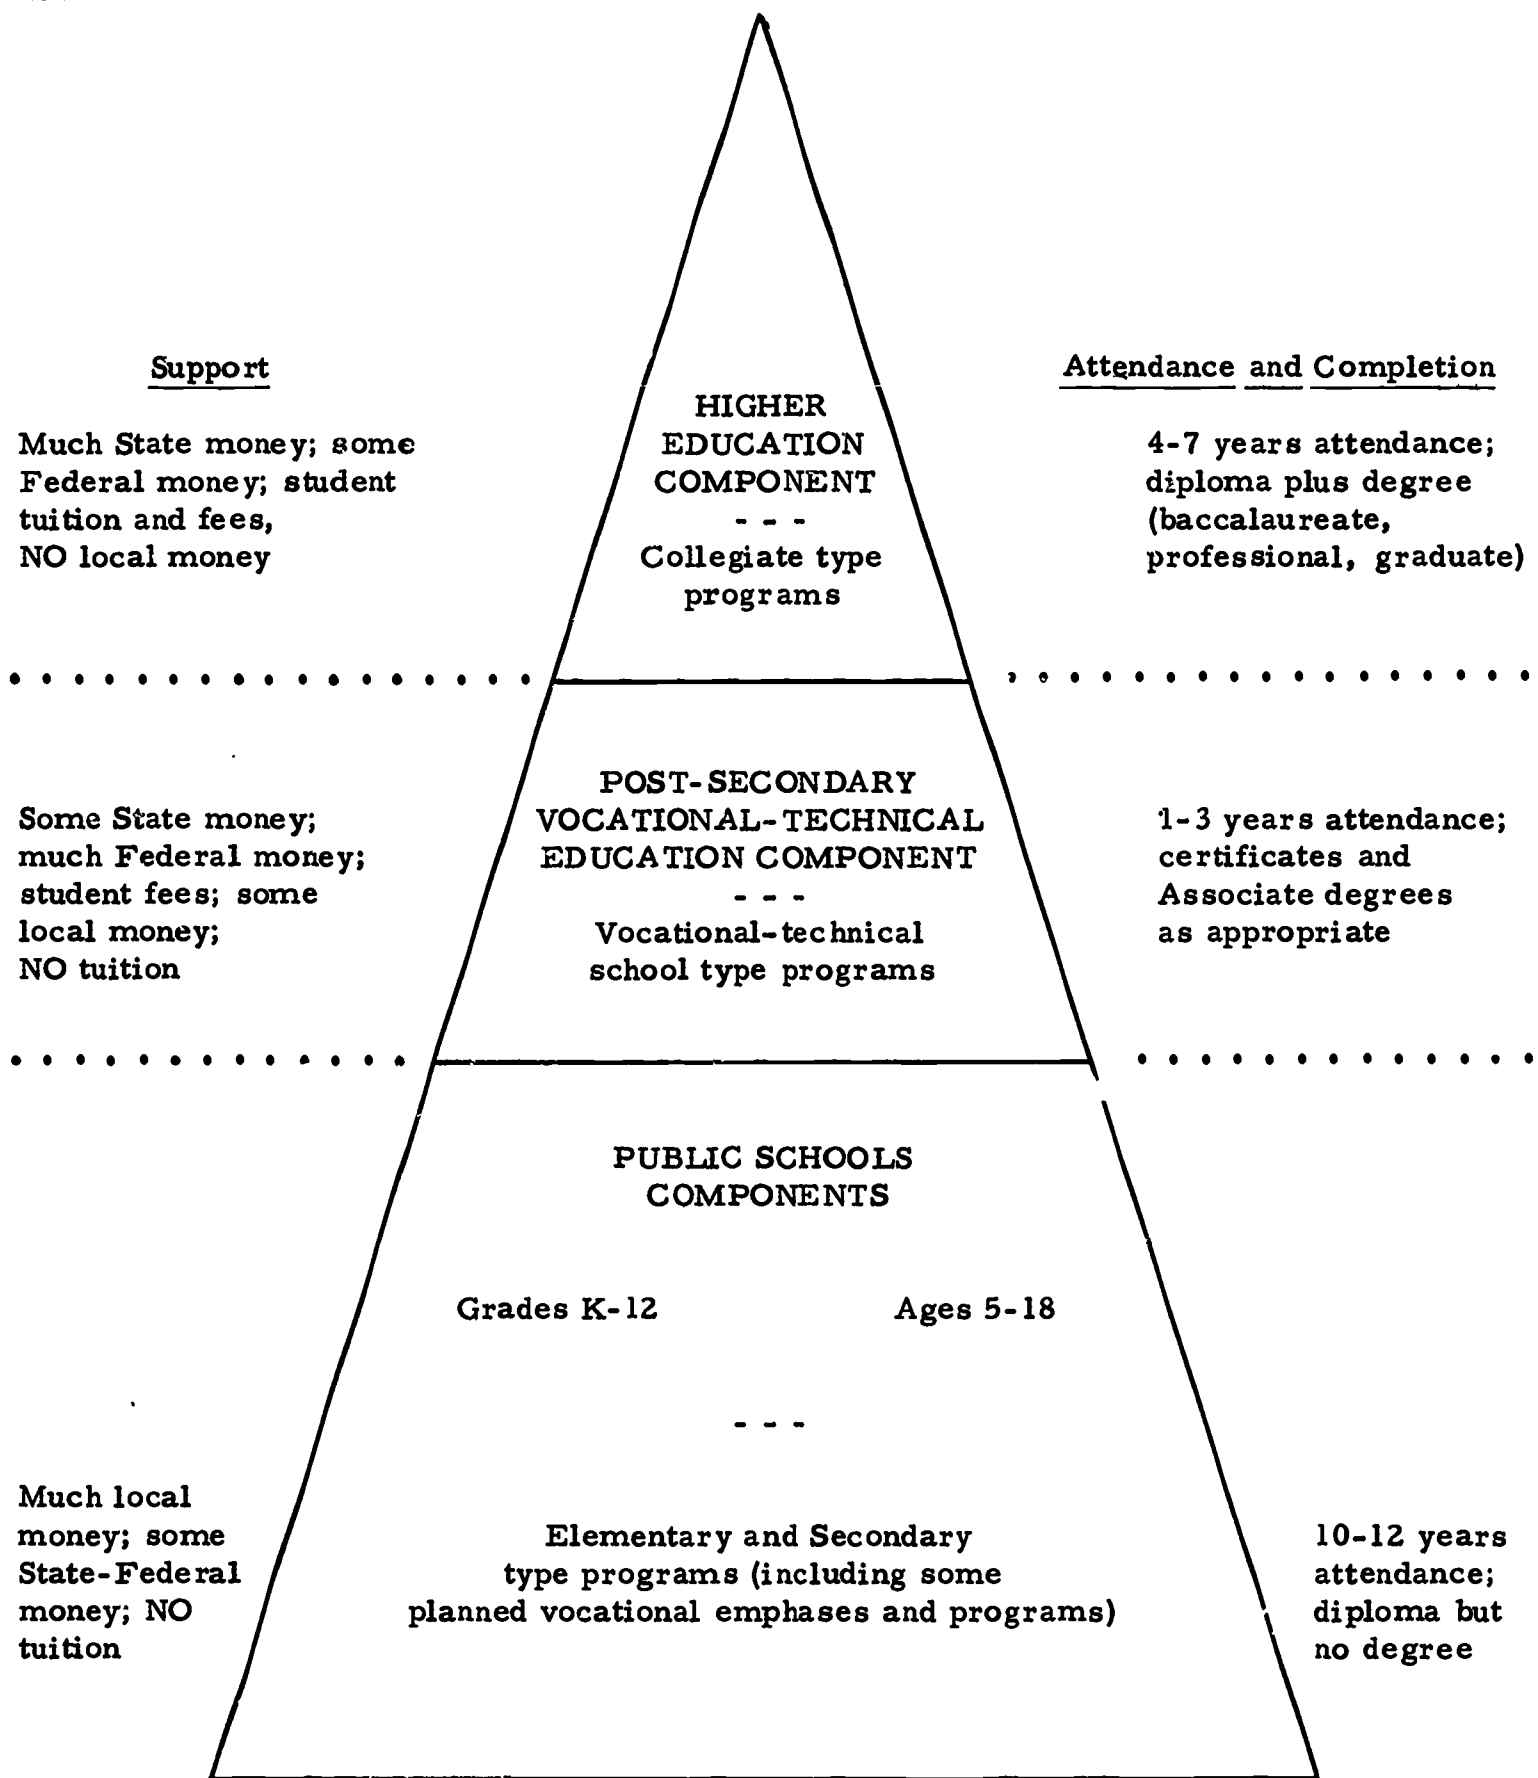 Support
Attendance and Completion
HIGHER
EDUCATION
COMPONENT
- - -
Collegiate type
programs
Much State money; some
Federal money; student
tuition and fees,
NO local money
4-7 years attendance;
diploma plus degree
(baccalaureate,
professional, graduate)
POST-SECONDARY
VOCATIONAL-TECHNICAL
EDUCATION COMPONENT
- - -
Vocational-technical
school type programs
Some State money;
much Federal money;
student fees; some
local money;
NO tuition
1-3 years attendance;
certificates and
Associate degrees
as appropriate
PUBLIC SCHOOLS
COMPONENTS
Grades K-12
Ages 5-18
- - -
Elementary and Secondary
type programs (including some
planned vocational emphases and programs)
Much local
money; some
State-Federal
money; NO
tuition
10-12 years
attendance;
diploma but
no degree